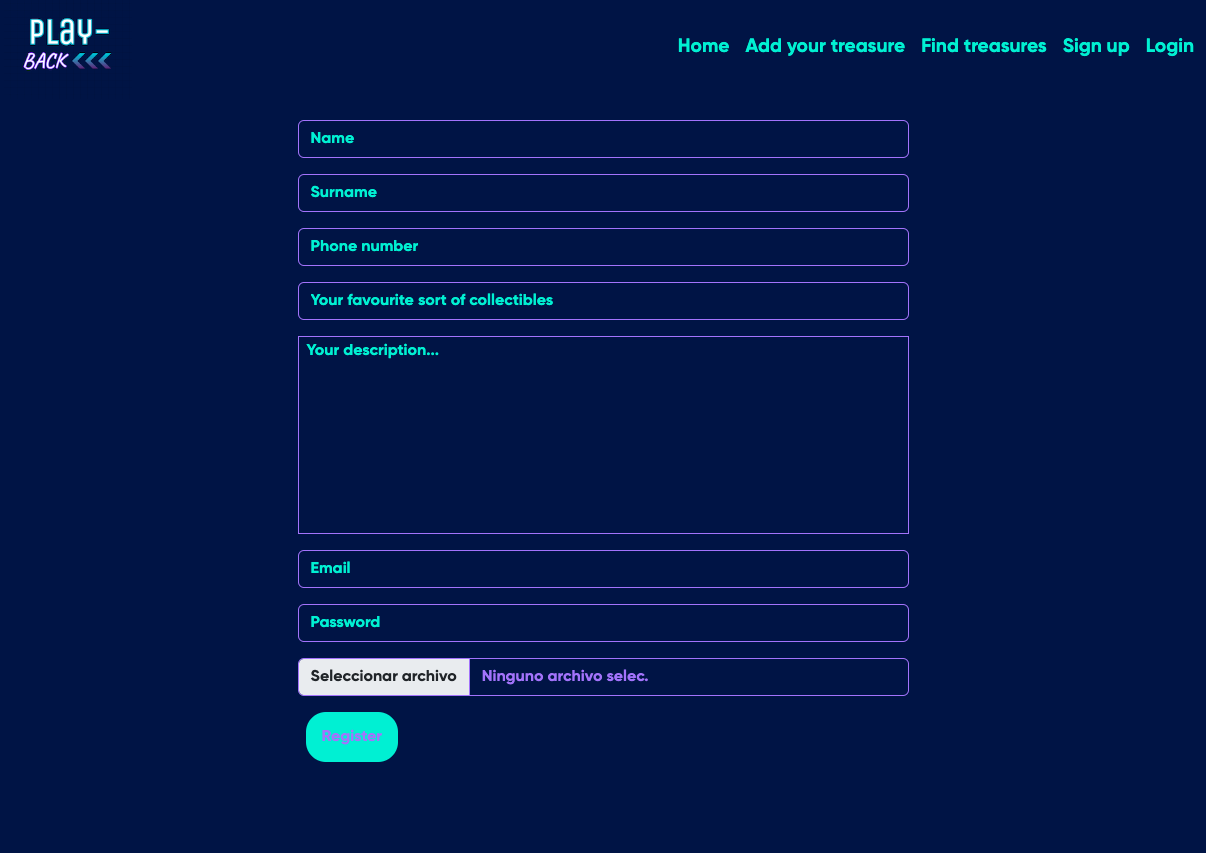 PLAY-
BACK
Home Add your treasure Find treasures Sign up Login
Name
Surname
Phone number
Your favourite sort of collectibles
Your description...
Email
Password
Seleccionar archivo Ninguno archivo selec.
Register